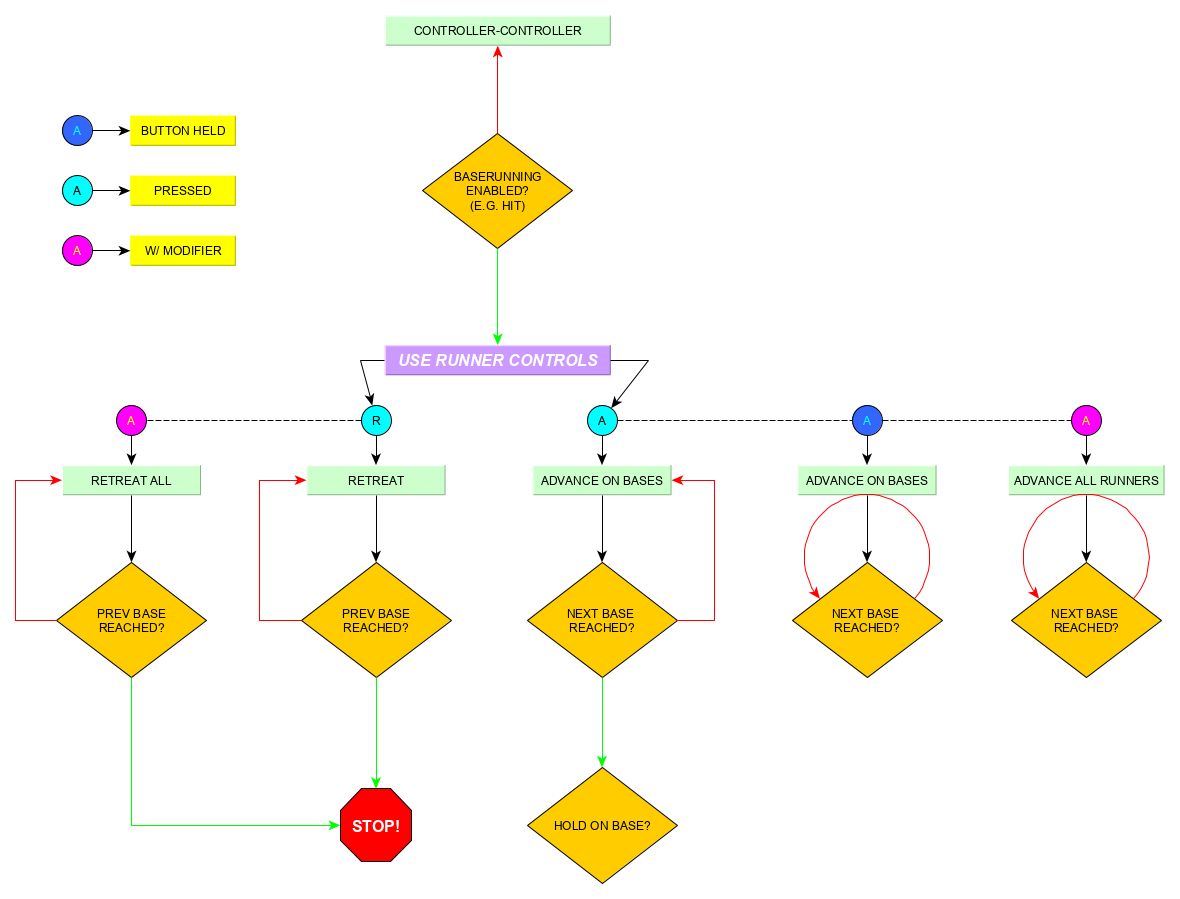 CONTROLLER-CONTROLLER
A
BUTTON HELD
A
PRESSED
A
W/ MODIFIER
BASERUNNING
ENABLED?
(E.G. HIT)
USE RUNNER CONTROLS
A
R
A
A
A
RETREAT ALL
RETREAT
ADVANCE ON BASES
ADVANCE ON BASES
ADVANCE ALL RUNNERS
PREV BASE
REACHED?
PREV BASE
REACHED?
NEXT BASE
REACHED?
NEXT BASE
REACHED?
NEXT BASE
REACHED?
STOP!
HOLD ON BASE?